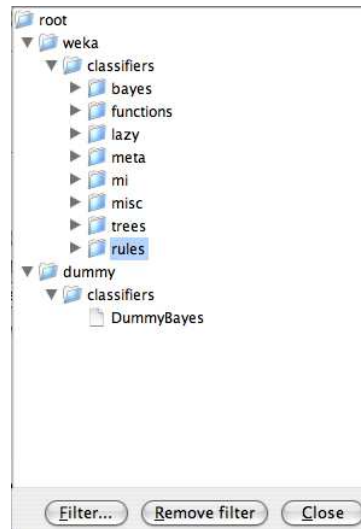 root
weka
classifiers
bayes
functions
lazy
meta
mi
misc
trees
rules
dummy
classifiers
DummyBayes
Filter... Remove filter Close